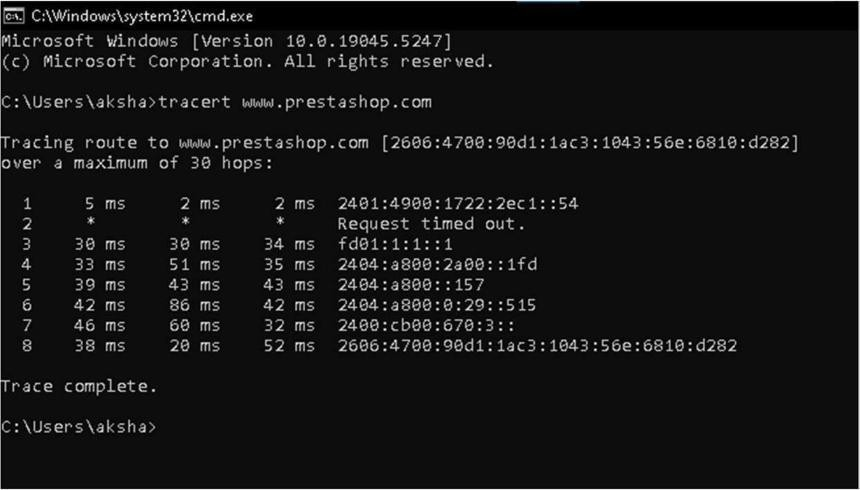 C:\Windows\system32\cmd.exe
Microsoft Windows [Version 10.0.19045.5247]
(c) Microsoft Corporation. All rights reserved.
C:\Users\aksha>tracert www.prestashop.com
Tracing route to www.prestashop.com [2606:4700:90d1:1ac3:1043:56e:6810:d282]
over a maximum of 30 hops:
1 5 ms 2 ms 2 ms 2401:4900:1722:2ec1::54
2 * * * Request timed out.
3 30 ms 30 ms 34 ms fd01:1:1::1
4 33 ms 51 ms 35 ms 2404:a800:2a00::1fd
5 39 ms 43 ms 43 ms 2404:a800::157
6 42 ms 86 ms 42 ms 2404:a800:0:29::515
7 46 ms 60 ms 32 ms 2400:cb00:670:3::
8 38 ms 20 ms 52 ms 2606:4700:90d1:1ac3:1043:56e:6810:d282
Trace complete.
C:\Users\aksha>